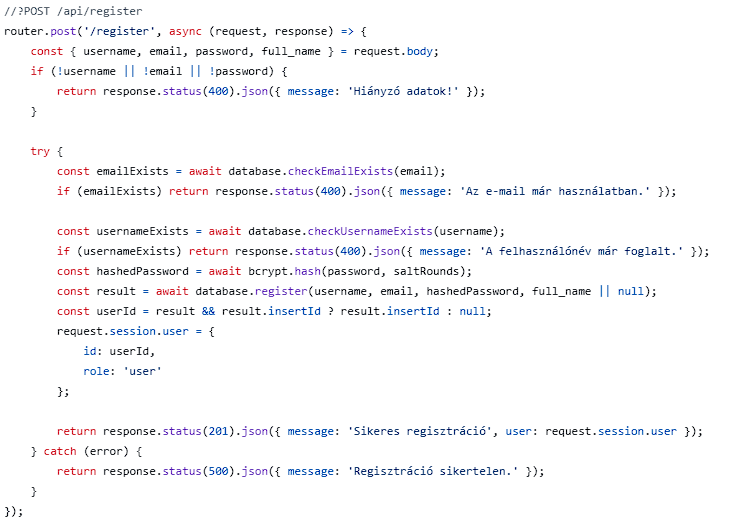 //?POST /api/register
router.post('/register', async (request, response) => {
    const { username, email, password, full_name } = request.body;
    if (!username || !email || !password) {
        return response.status(400).json({ message: 'Hiányzó adatok!' });
    }

    try {
        const emailExists = await database.checkEmailExists(email);
        if (emailExists) return response.status(400).json({ message: 'Az e-mail már használatban.' });

        const usernameExists = await database.checkUsernameExists(username);
        if (usernameExists) return response.status(400).json({ message: 'A felhasználónév már foglalt.' });
        const hashedPassword = await bcrypt.hash(password, saltRounds);
        const result = await database.register(username, email, hashedPassword, full_name || null);
        const userId = result && result.insertId ? result.insertId : null;
        request.session.user = {
            id: userId,
            role: 'user'
        };

        return response.status(201).json({ message: 'Sikeres regisztráció', user: request.session.user });
    } catch (error) {
        return response.status(500).json({ message: 'Regisztráció sikertelen.' });
    }
});